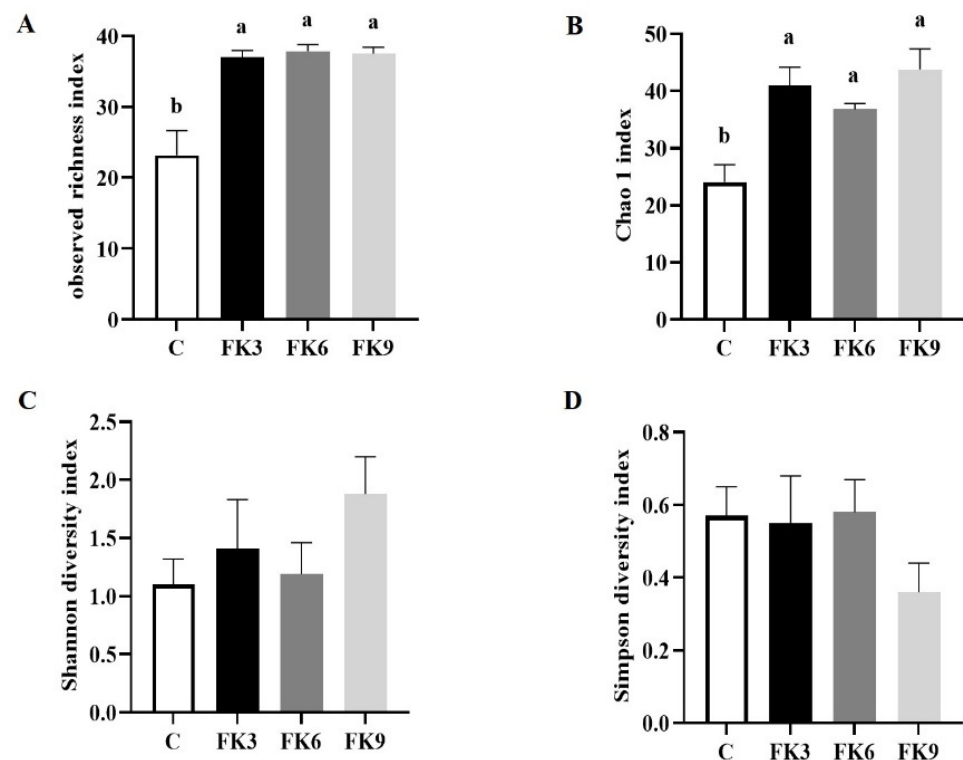 A
observed richness index
40
30
20
10
0
b
a
a
a
C FK3 FK6 FK9
B
Chao 1 index
50
40
30
20
10
0
b
a
a
a
C FK3 FK6 FK9
C
Shannon diversity index
2.5
2.0
1.5
1.0
0.5
0.0
C FK3 FK6 FK9
D
Simpson diversity index
0.8
0.6
0.4
0.2
0.0
C FK3 FK6 FK9